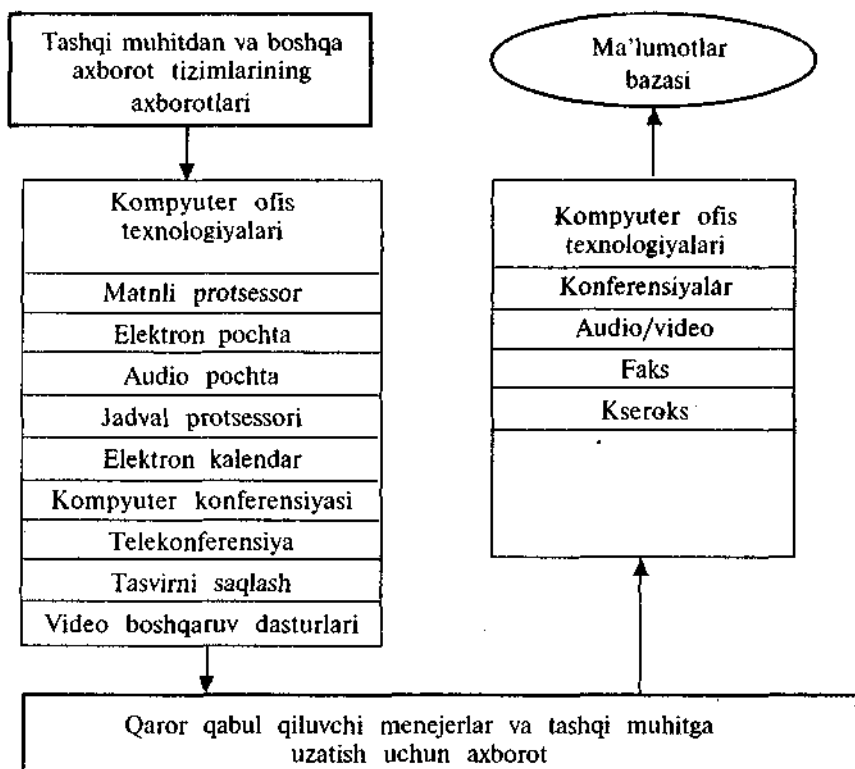 Tashqi muhitdan va boshqa
axborot tizimlarining
axborotlari
Kompyuter ofis
texnologiyalari
Matnli protsessor
Elektron pochta
Audio pochta
Jadval protsessori
Elektron kalendar
Kompyuter konferensiyasi
Telekonferensiya
Tasvirni saqlash
Video boshqaruv dasturlari
Ma'lumotlar
bazasi
Kompyuter ofis
texnologiyalari
Konferensiyalar
Audio/video
Faks
Kseroks
Qaror qabul qiluvchi menejerlar va tashqi muhitga
uzatish uchun axborot